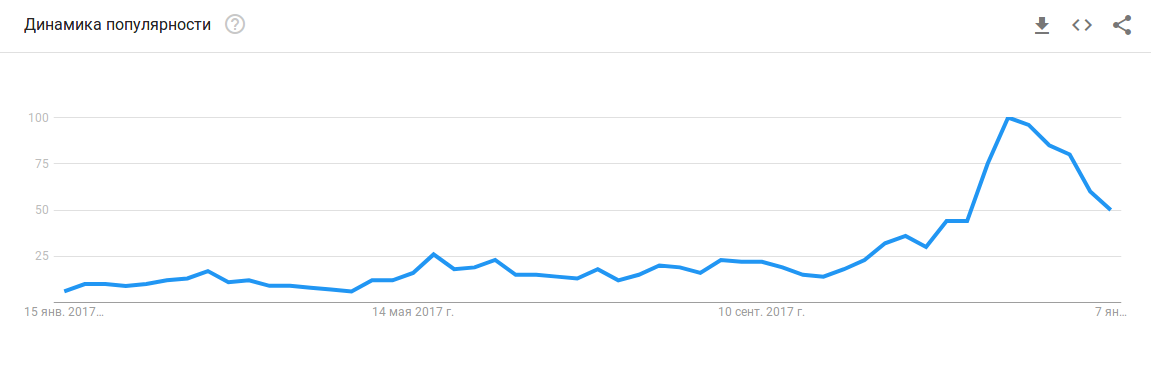 Динамика популярности ?
100
75
50
25
15 янв. 2017…
14 мая 2017 г.
10 сент. 2017 г.
7 ян…